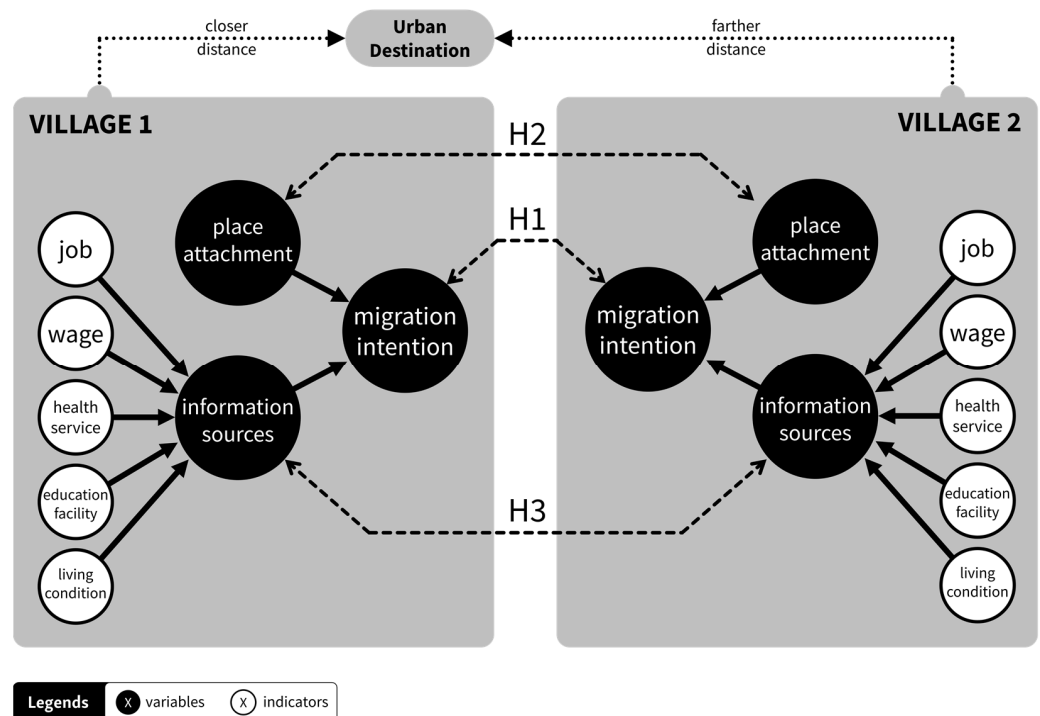 closer
distance
Urban
Destination
farther
distance
VILLAGE 1
VILLAGE 2
H2
H1
H3
place
attachment
migration
intention
information
sources
job
wage
health
service
education
facility
living
condition
place
attachment
migration
intention
information
sources
job
wage
health
service
education
facility
living
condition
Legends
X variables
X indicators